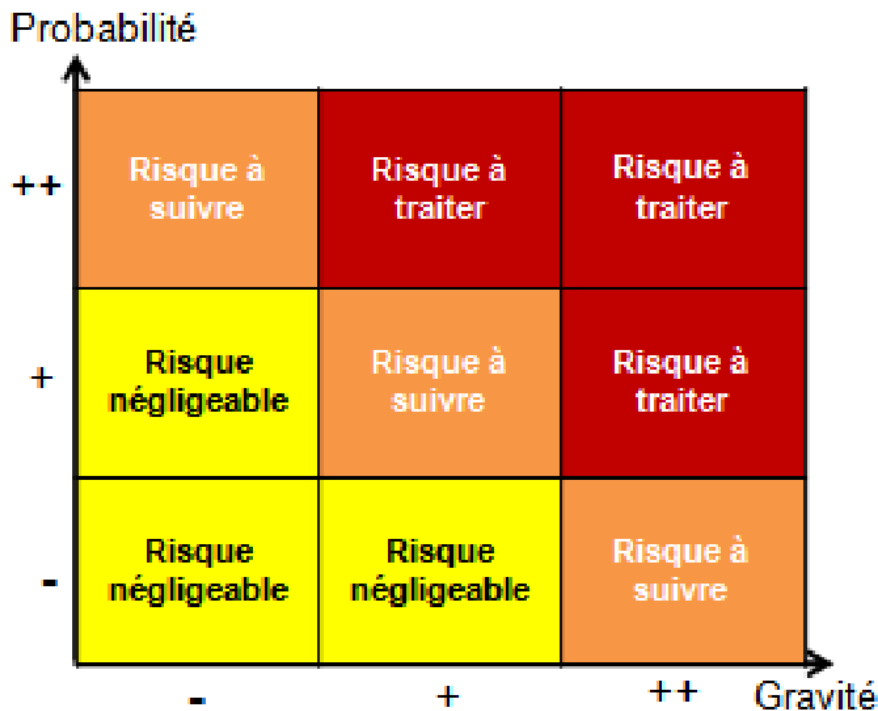 Probabilité
++
Risque à
suivre
Risque à
traiter
Risque à
traiter
+
Risque
négligeable
Risque à
suivre
Risque à
traiter
-
Risque
négligeable
Risque
négligeable
Risque à
suivre
-
+
++
Gravité